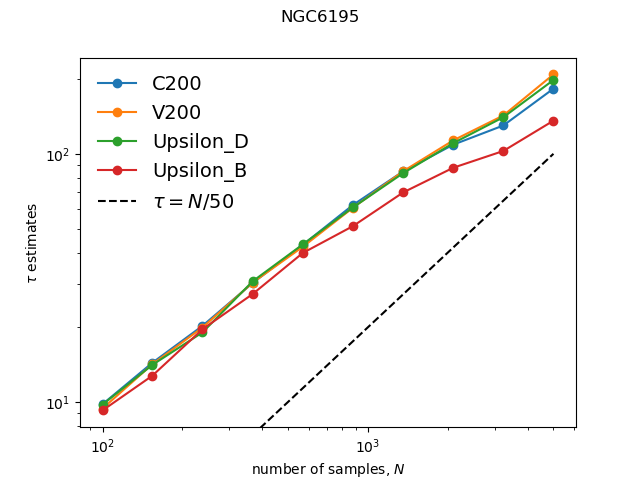 NGC6195
C200
V200
Upsilon_D
Upsilon_B
τ = N/50
10²
10¹
τ estimates
10²
10³
number of samples, N